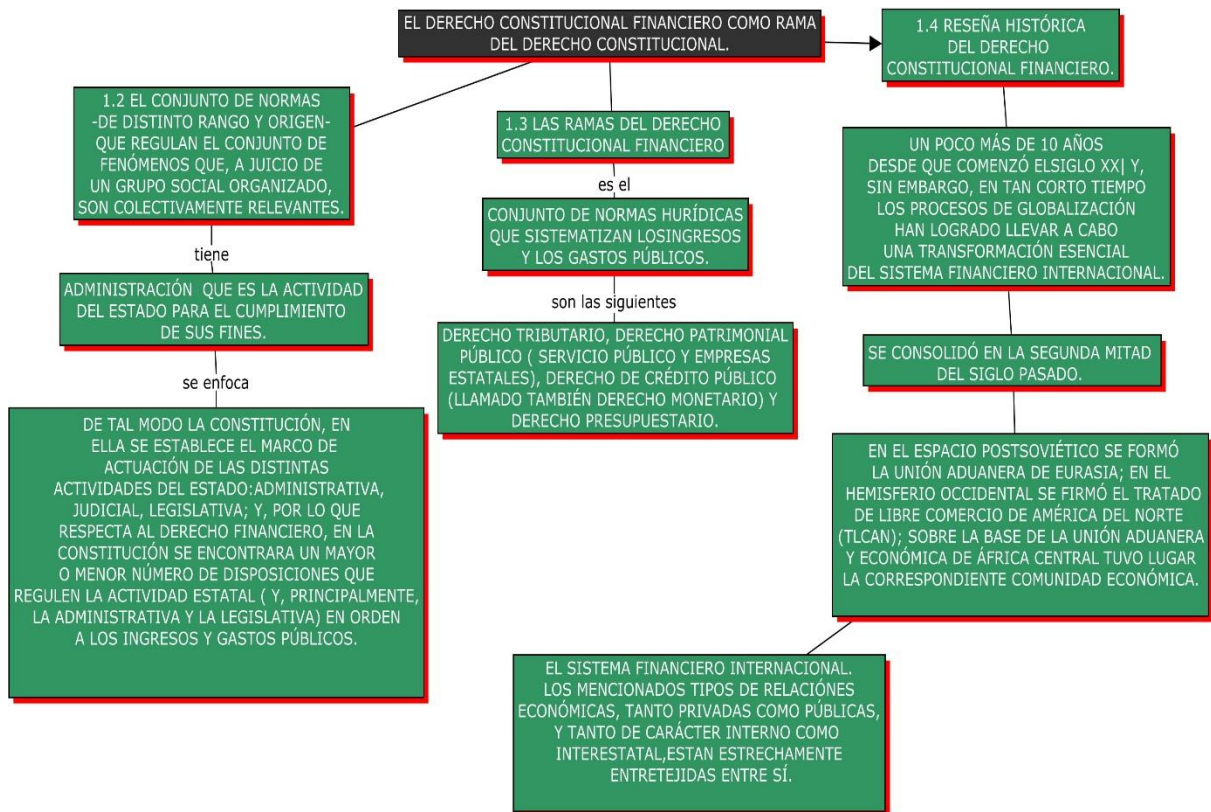 EL DERECHO CONSTITUCIONAL FINANCIERO COMO RAMA
DEL DERECHO CONSTITUCIONAL.
1.2 EL CONJUNTO DE NORMAS
-DE DISTINTO RANGO Y ORIGEN-
QUE REGULAN EL CONJUNTO DE
FENÓMENOS QUE, A JUICIO DE
UN GRUPO SOCIAL ORGANIZADO,
SON COLECTIVAMENTE RELEVANTES.
tiene
ADMINISTRACIÓN QUE ES LA ACTIVIDAD
DEL ESTADO PARA EL CUMPLIMIENTO
DE SUS FINES.
se enfoca
DE TAL MODO LA CONSTITUCIÓN, EN
ELLA SE ESTABLECE EL MARCO DE
ACTUACIÓN DE LAS DISTINTAS
ACTIVIDADES DEL ESTADO:ADMINISTRATIVA,
JUDICIAL, LEGISLATIVA; Y, POR LO QUE
RESPECTA AL DERECHO FINANCIERO, EN LA
CONSTITUCIÓN SE ENCONTRARA UN MAYOR
O MENOR NÚMERO DE DISPOSICIONES QUE
REGULEN LA ACTIVIDAD ESTATAL ( Y, PRINCIPALMENTE,
LA ADMINISTRATIVA Y LA LEGISLATIVA) EN ORDEN
A LOS INGRESOS Y GASTOS PÚBLICOS.
1.3 LAS RAMAS DEL DERECHO
CONSTITUCIONAL FINANCIERO
es el
CONJUNTO DE NORMAS HURÍDICAS
QUE SISTEMATIZAN LOSINGRESOS
Y LOS GASTOS PÚBLICOS.
son las siguientes
DERECHO TRIBUTARIO, DERECHO PATRIMONIAL
PÚBLICO ( SERVICIO PÚBLICO Y EMPRESAS
ESTATALES), DERECHO DE CRÉDITO PÚBLICO
(LLAMADO TAMBIÉN DERECHO MONETARIO) Y
DERECHO PRESUPUESTARIO.
1.4 RESEÑA HISTÓRICA
DEL DERECHO
CONSTITUCIONAL FINANCIERO.
UN POCO MÁS DE 10 AÑOS
DESDE QUE COMENZÓ ELSIGLO XX| Y,
SIN EMBARGO, EN TAN CORTO TIEMPO
LOS PROCESOS DE GLOBALIZACIÓN
HAN LOGRADO LLEVAR A CABO
UNA TRANSFORMACIÓN ESENCIAL
DEL SISTEMA FINANCIERO INTERNACIONAL.
SE CONSOLIDÓ EN LA SEGUNDA MITAD
DEL SIGLO PASADO.
EN EL ESPACIO POSTSOVIÉTICO SE FORMÓ
LA UNIÓN ADUANERA DE EURASIA; EN EL
HEMISFERIO OCCIDENTAL SE FIRMÓ EL TRATADO
DE LIBRE COMERCIO DE AMÉRICA DEL NORTE
(TLCAN); SOBRE LA BASE DE LA UNIÓN ADUANERA
Y ECONÓMICA DE ÁFRICA CENTRAL TUVO LUGAR
LA CORRESPONDIENTE COMUNIDAD ECONÓMICA.
EL SISTEMA FINANCIERO INTERNACIONAL.
LOS MENCIONADOS TIPOS DE RELACIÓNES
ECONÓMICAS, TANTO PRIVADAS COMO PÚBLICAS,
Y TANTO DE CARÁCTER INTERNO COMO
INTERESTATAL,ESTAN ESTRECHAMENTE
ENTRETEJIDAS ENTRE SÍ.